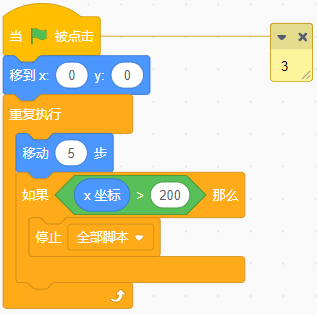 当 被点击
3
移到 x: 0 y: 0
重复执行
移动 5 步
如果 x 坐标 > 200 那么
停止 全部脚本